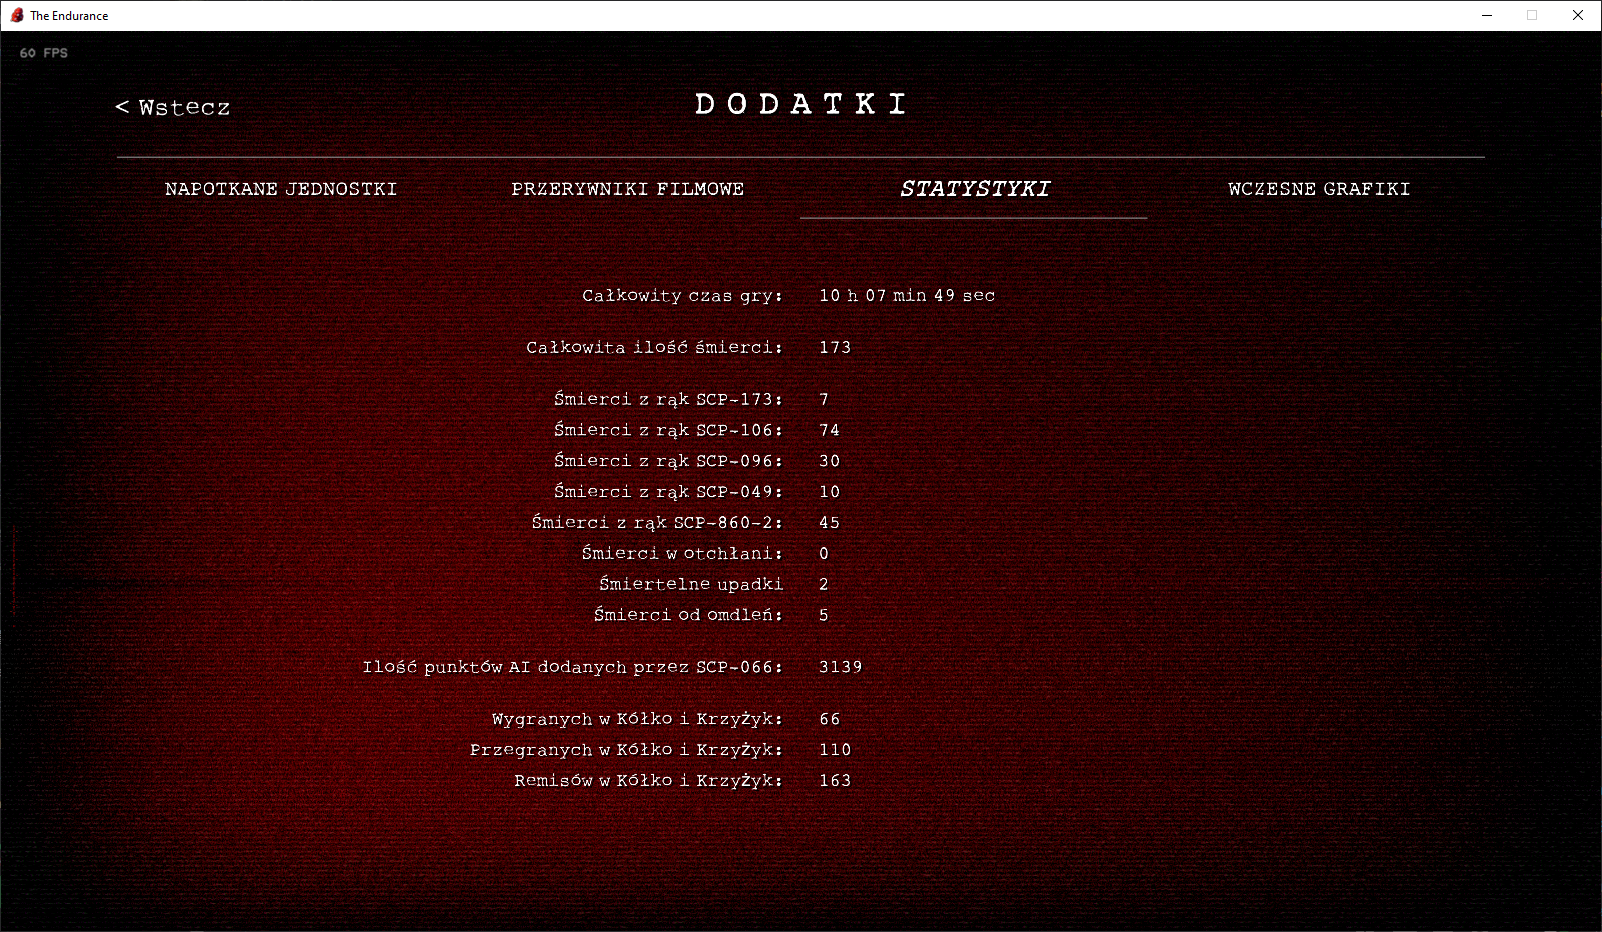 The Endurance
60 FPS
< Wstecz
DODATKI
NAPOTKANE JEDNOSTKI
PRZERYWNIKI FILMOWE
STATYSTYKI
WCZESNE GRAFIKI
Całkowity czas gry: 10 h 07 min 49 sec
Całkowita ilość śmierci: 173
Śmierci z rąk SCP-173: 7
Śmierci z rąk SCP-106: 74
Śmierci z rąk SCP-096: 30
Śmierci z rąk SCP-049: 10
Śmierci z rąk SCP-860-2: 45
Śmierci w otchłani: 0
Śmiertelne upadki 2
Śmierci od omdleń: 5
Ilość punktów AI dodanych przez SCP-066: 3139
Wygranych w Kółko i Krzyżyk: 66
Przegranych w Kółko i Krzyżyk: 110
Remisów w Kółko i Krzyżyk: 163